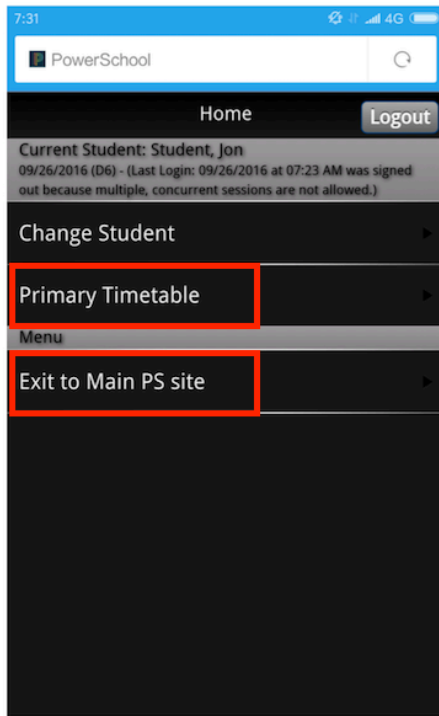 7:31 4G
PowerSchool
Home
Logout
Current Student: Student, Jon
09/26/2016 (D6) - (Last Login: 09/26/2016 at 07:23 AM was signed
out because multiple, concurrent sessions are not allowed.)
Change Student
Primary Timetable
Menu
Exit to Main PS site